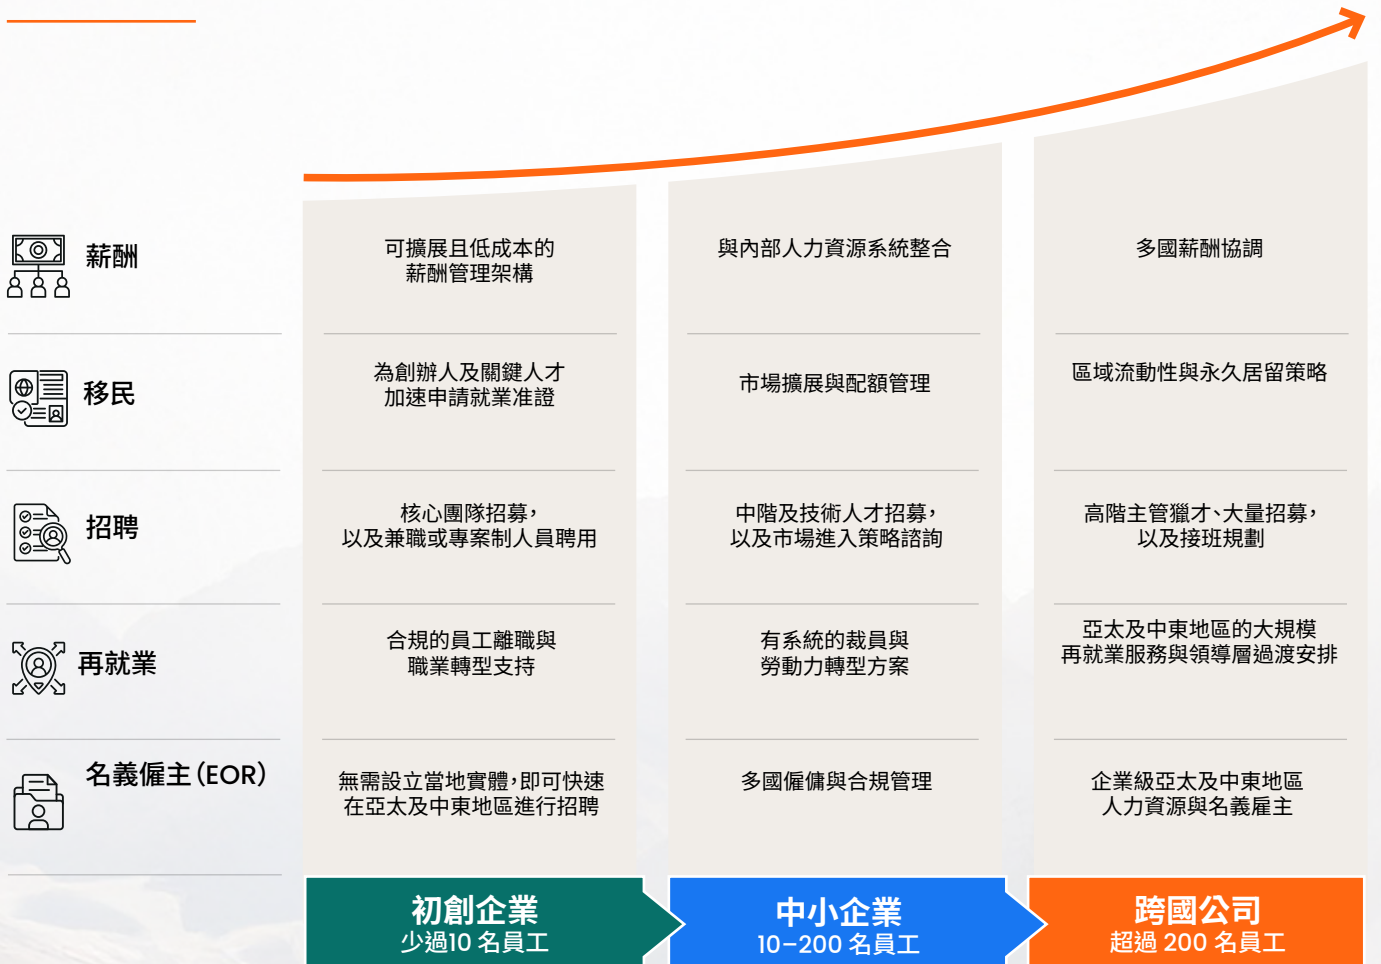 薪酬
可擴展且低成本的
薪酬管理架構
與內部人力資源系統整合
多國薪酬協調
移民
為創辦人及關鍵人才
加速申請就業准證
市場擴展與配額管理
區域流動性與永久居留策略
招聘
核心團隊招募，
以及兼職或專案制人員聘用
中階及技術人才招募，
以及市場進入策略諮詢
高階主管獵才、大量招募，
以及接班規劃
再就業
合規的員工離職與
職業轉型支持
有系統的裁員與
勞動力轉型方案
亞太及中東地區的大規模
再就業服務與領導層過渡安排
名義僱主（EOR）
無需設立當地實體，即可快速
在亞太及中東地區進行招聘
多國僱傭與合規管理
企業級亞太及中東地區
人力資源與名義雇主
初創企業
少過10 名員工
中小企業
10–200 名員工
跨國公司
超過 200 名員工